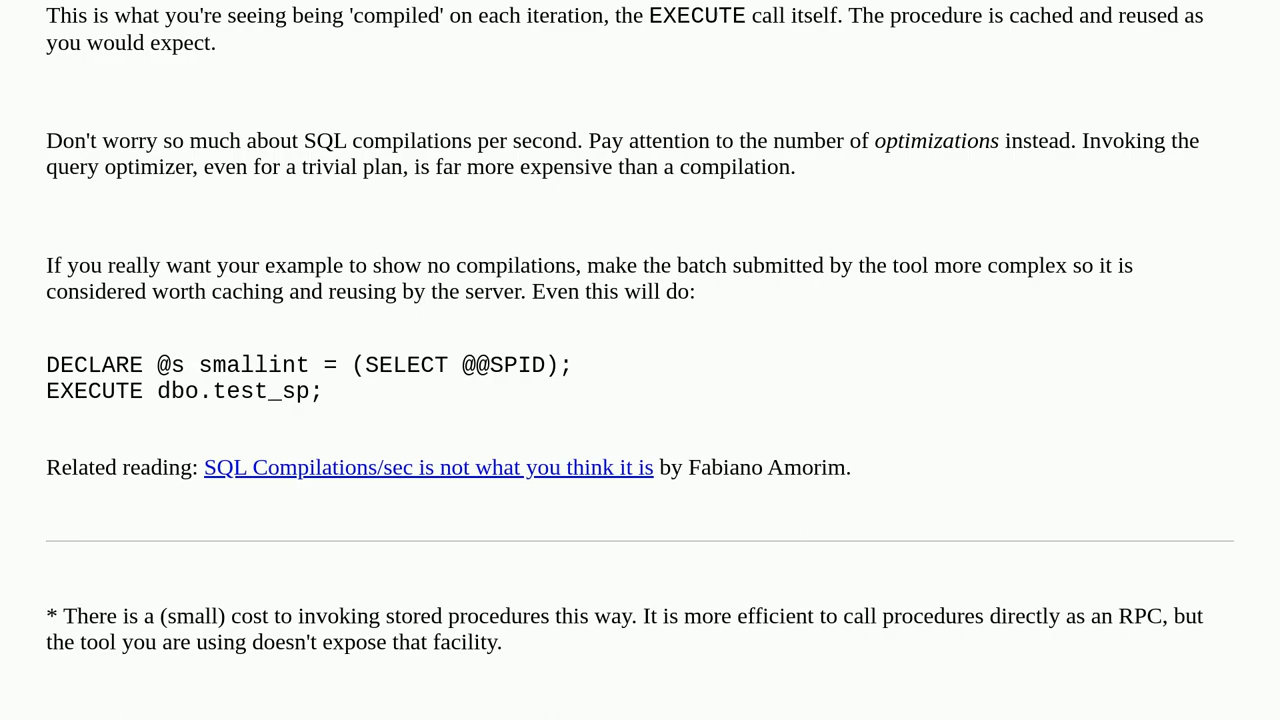 This is what you're seeing being 'compiled' on each iteration, the EXECUTE call itself. The procedure is cached and reused as
you would expect.
Don't worry so much about SQL compilations per second. Pay attention to the number of optimizations instead. Invoking the
query optimizer, even for a trivial plan, is far more expensive than a compilation.
If you really want your example to show no compilations, make the batch submitted by the tool more complex so it is
considered worth caching and reusing by the server. Even this will do:
DECLARE @s smallint = (SELECT @@SPID);
EXECUTE dbo.test_sp;
Related reading: SQL Compilations/sec is not what you think it is by Fabiano Amorim.
* There is a (small) cost to invoking stored procedures this way. It is more efficient to call procedures directly as an RPC, but
the tool you are using doesn't expose that facility.